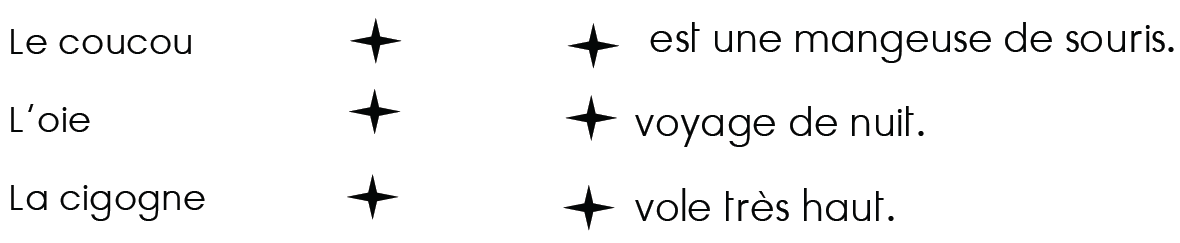 Le coucou est une mangeuse de souris.
L'oie voyage de nuit.
La cigogne vole très haut.